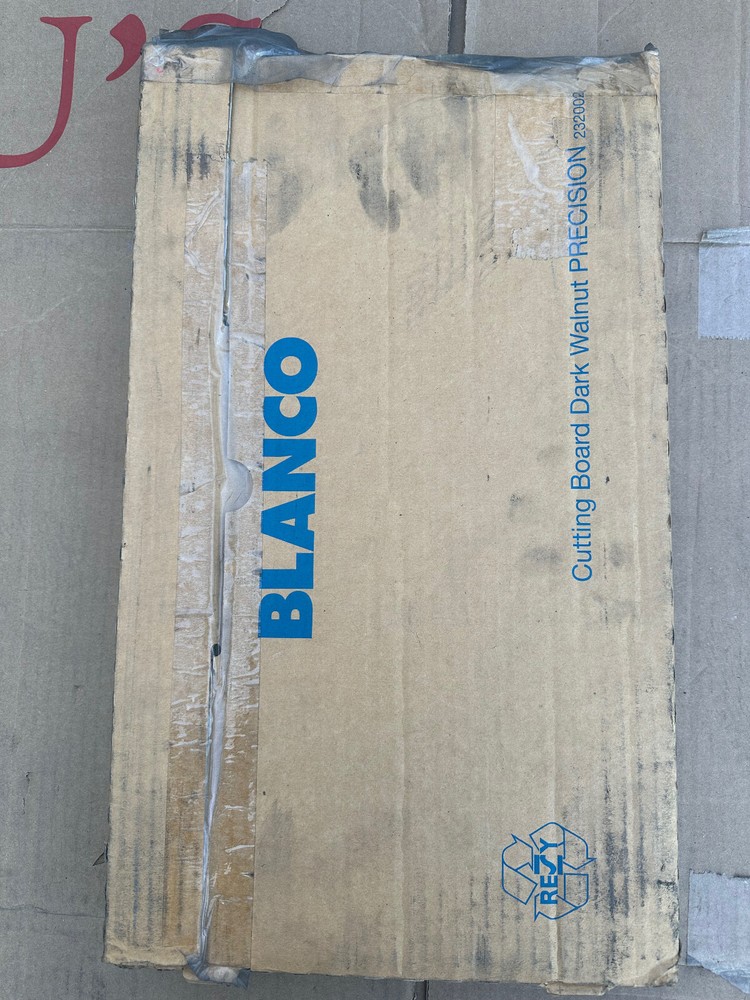 J's
BLANCO
Cutting Board Dark Walnut PRECISION 232002
RESY